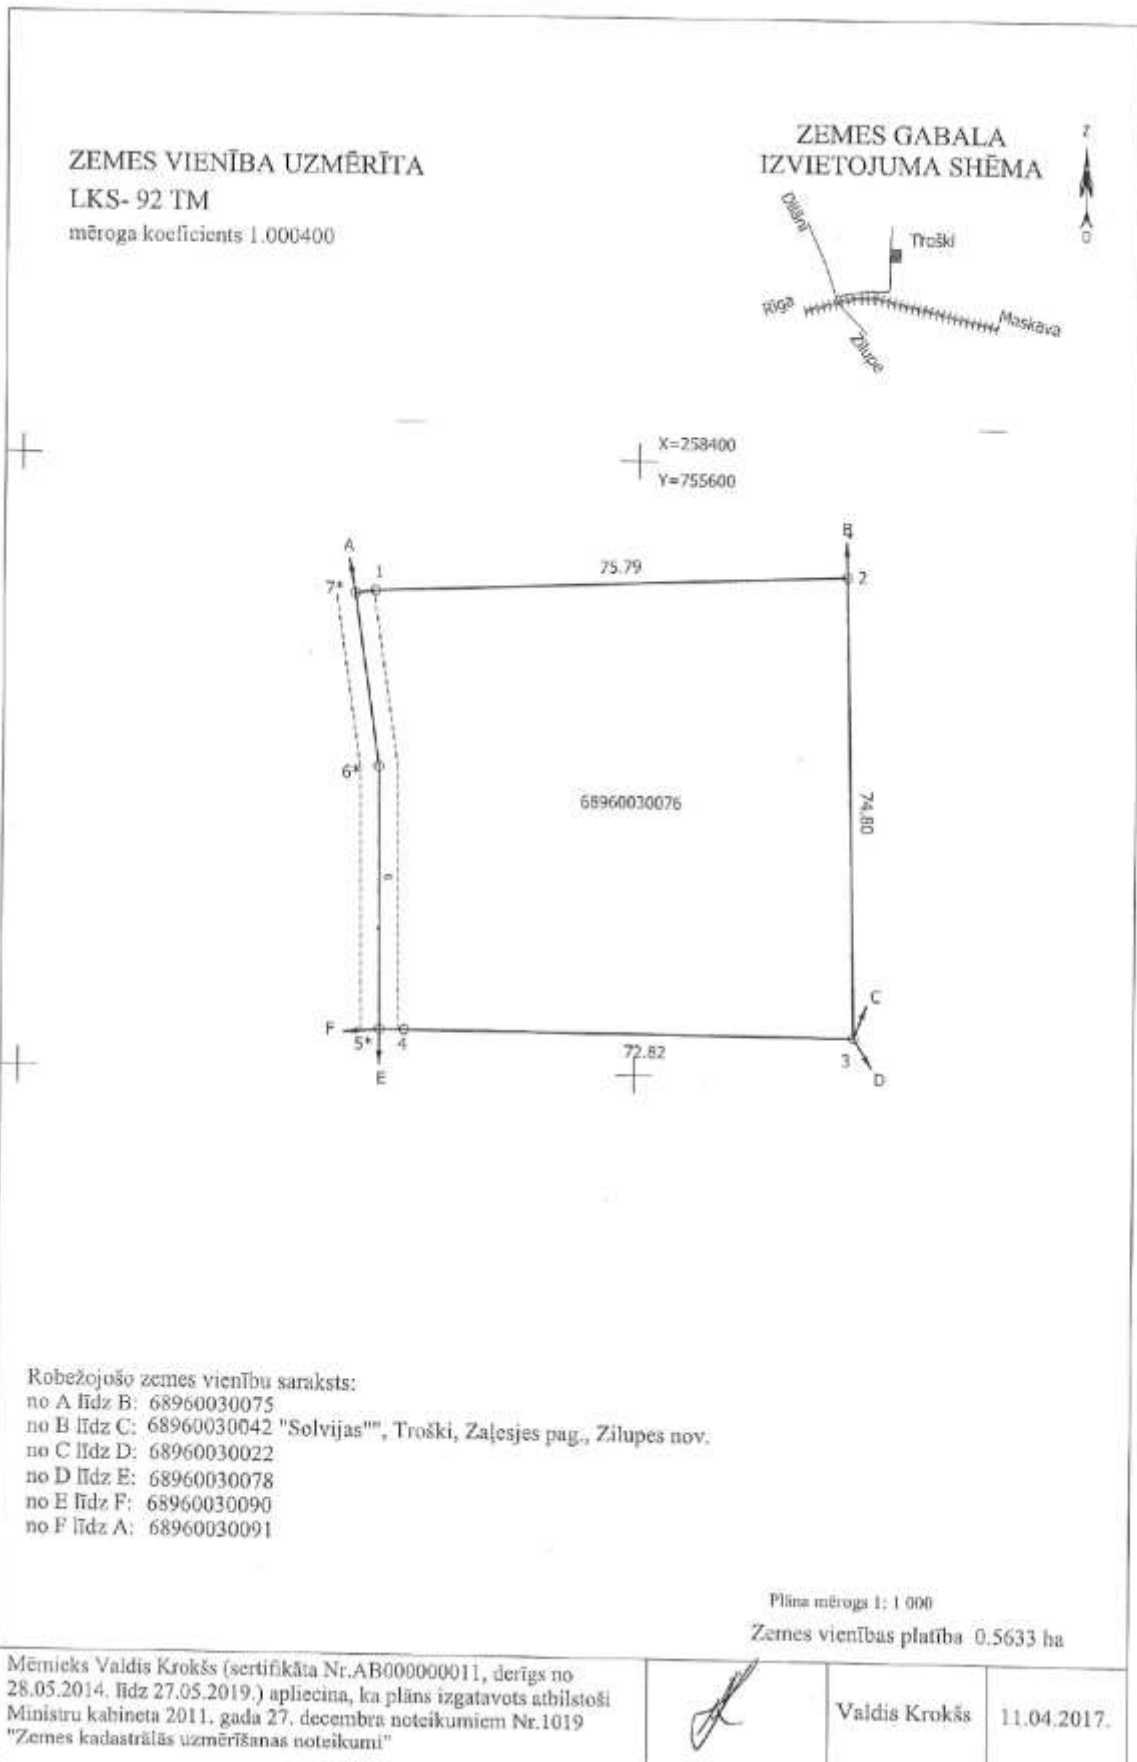 ZEMES VIENĪBA UZMĒRĪTA
LKS- 92 TM
mēroga koeficients 1.000400
ZEMES GABALA
IZVIETOJUMA SHĒMA
Z
D
Troški
Rīga
Maskava
Zilupe
X=258400
Y=755600
A
B
7*
1
75.79
2
6*
68960030076
74.80
F
5*
4
E
72.82
3
C
D
Robežojošo zemes vienību saraksts:
no A līdz B: 68960030075
no B līdz C: 68960030042 "Solvijas"", Troški, Zaļesjes pag., Zilupes nov.
no C līdz D: 68960030022
no D līdz E: 68960030078
no E līdz F: 68960030090
no F līdz A: 68960030091
Plāna mērogs 1: 1 000
Zemes vienības platība 0.5633 ha
Mērnieks Valdis Krokšs (sertifikāta Nr.AB000000011, derīgs no
28.05.2014. līdz 27.05.2019.) apliecina, ka plāns izgatavots atbilstoši
Ministru kabineta 2011. gada 27. decembra noteikumiem Nr.1019
"Zemes kadastrālās uzmērīšanas noteikumi"
Valdis Krokšs
11.04.2017.